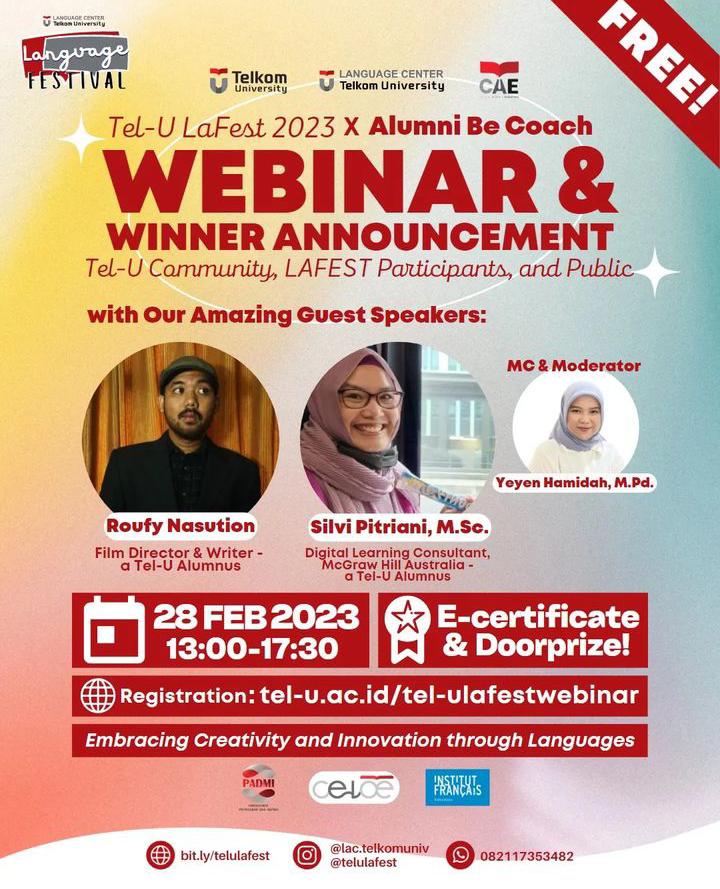 LANGUAGE CENTER
Telkom University
Language
FESTIVAL
FREE!
Telkom
University
LANGUAGE CENTER
Telkom University
CAE
Tel-U LaFest 2023 X Alumni Be Coach
WEBINAR &
WINNER ANNOUNCEMENT
Tel-U Community, LAFEST Participants, and Public
with Our Amazing Guest Speakers:
MC & Moderator
Yeyen Hamidah, M.Pd.
Roufy Nasution
Film Director & Writer -
a Tel-U Alumnus
Silvi Pitriani, M.Sc.
Digital Learning Consultant,
McGraw Hill Australia -
a Tel-U Alumnus
28 FEB 2023
13:00-17:30
E-certificate
& Doorprize!
Registration: tel-u.ac.id/tel-ulafestwebinar
Embracing Creativity and Innovation through Languages
PADMI
celoe
INSTITUT
FRANÇAIS
bit.ly/telulafest
@lac.telkomuniv
@telulafest
082117353482